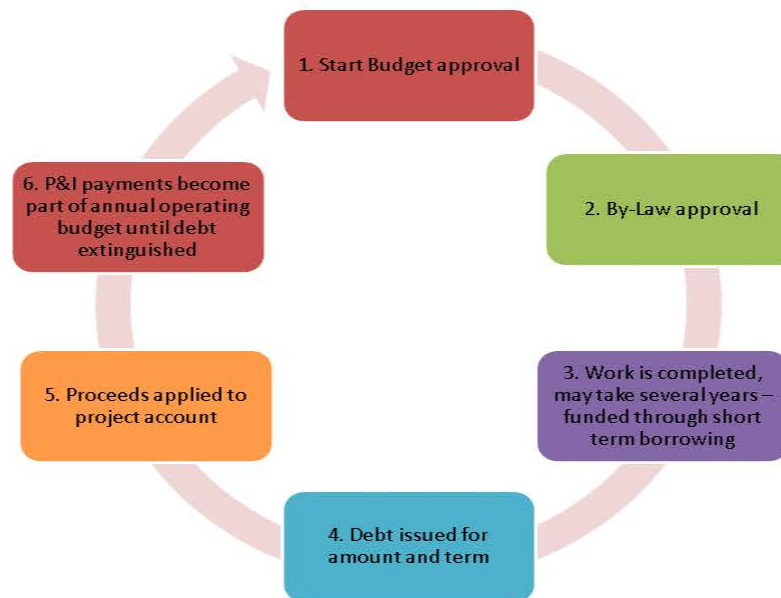 1. Start Budget approval
2. By-Law approval
3. Work is completed,
may take several years –
funded through short
term borrowing
4. Debt issued for
amount and term
5. Proceeds applied to
project account
6. P&I payments become
part of annual operating
budget until debt
extinguished